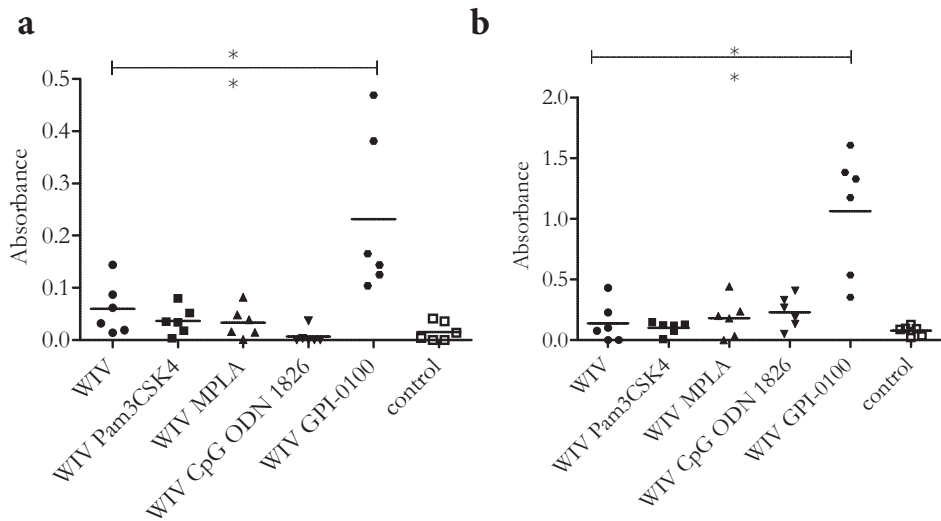 a
*
*
0.5
0.4
0.3
0.2
0.1
0.0
Absorbance
WIV
WIV Pam3CSK4
WIV MPLA
WIV CpG ODN 1826
WIV GPI-0100
control
b
*
*
2.0
1.5
1.0
0.5
0.0
Absorbance
WIV
WIV Pam3CSK4
WIV MPLA
WIV CpG ODN 1826
WIV GPI-0100
control